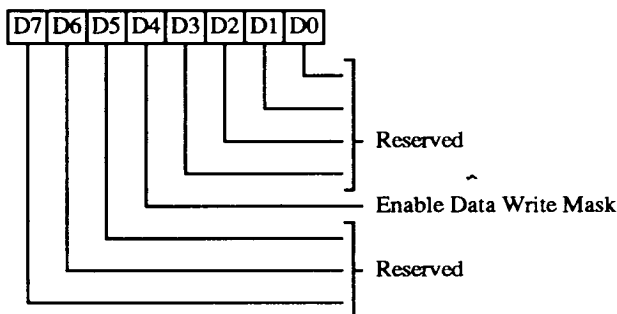 D7 D6 D5 D4 D3 D2 D1 D0
Reserved
Enable Data Write Mask
Reserved